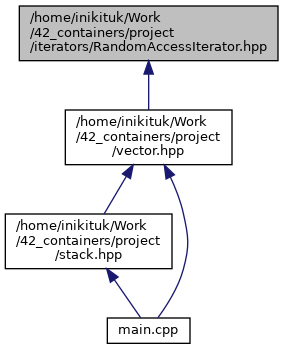 /home/inikituk/Work
/42_containers/project
/iterators/RandomAccessIterator.hpp
/home/inikituk/Work
/42_containers/project
/vector.hpp
/home/inikituk/Work
/42_containers/project
/stack.hpp
main.cpp